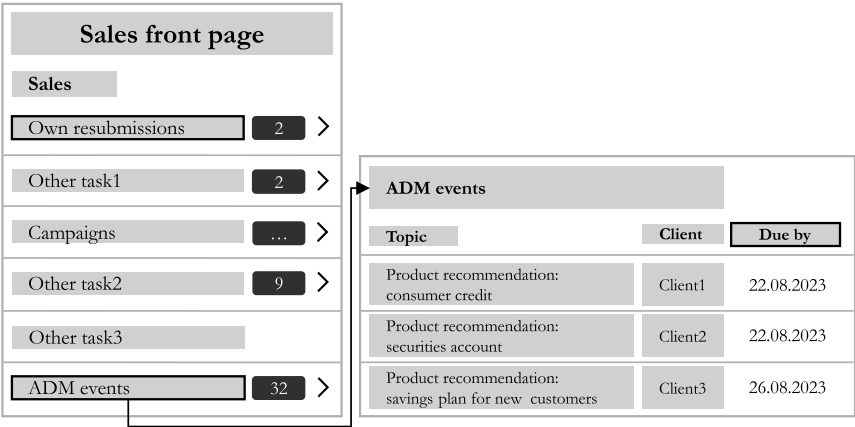 Sales front page
Sales
Own resubmissions 2
Other task1 2
Campaigns ...
Other task2 9
Other task3
ADM events 32
ADM events
Topic Client Due by
Product recommendation:
consumer credit Client1 22.08.2023
Product recommendation:
securities account Client2 22.08.2023
Product recommendation:
savings plan for new customers Client3 26.08.2023